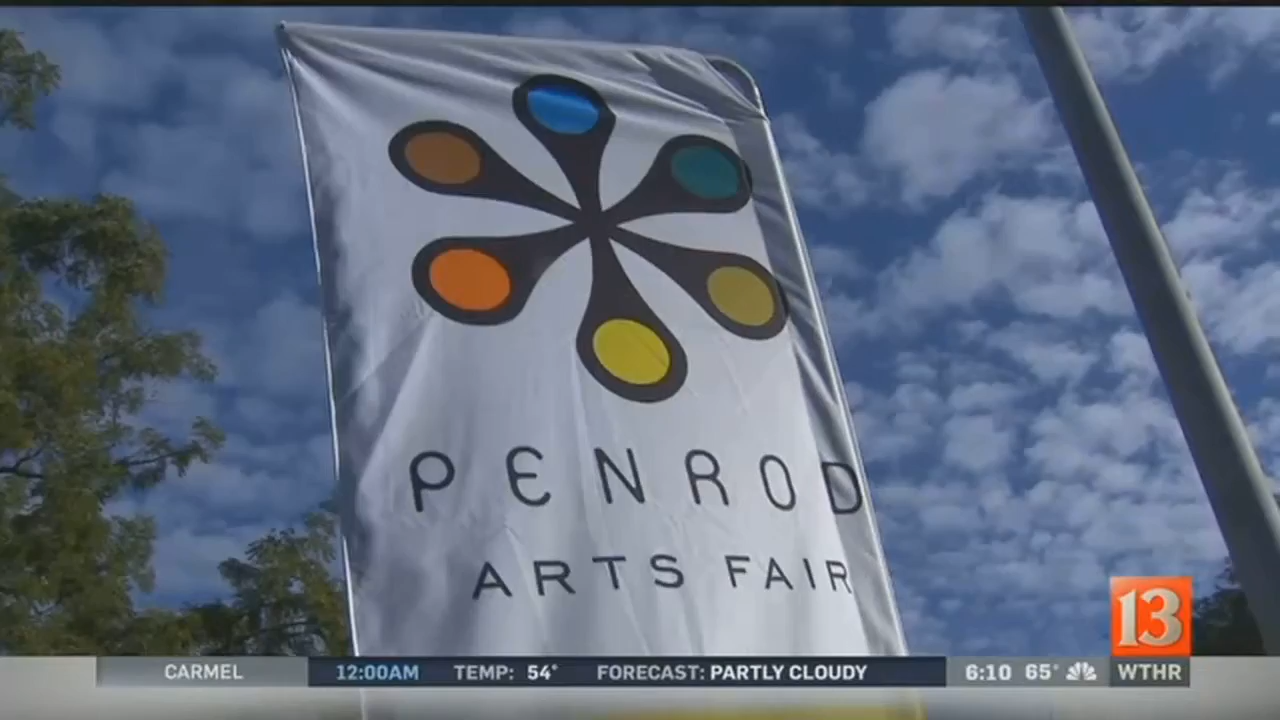 PENROD
ARTS FAIR
13
CARMEL 12:00AM TEMP: 54° FORECAST: PARTLY CLOUDY 6:10 65° WTHR